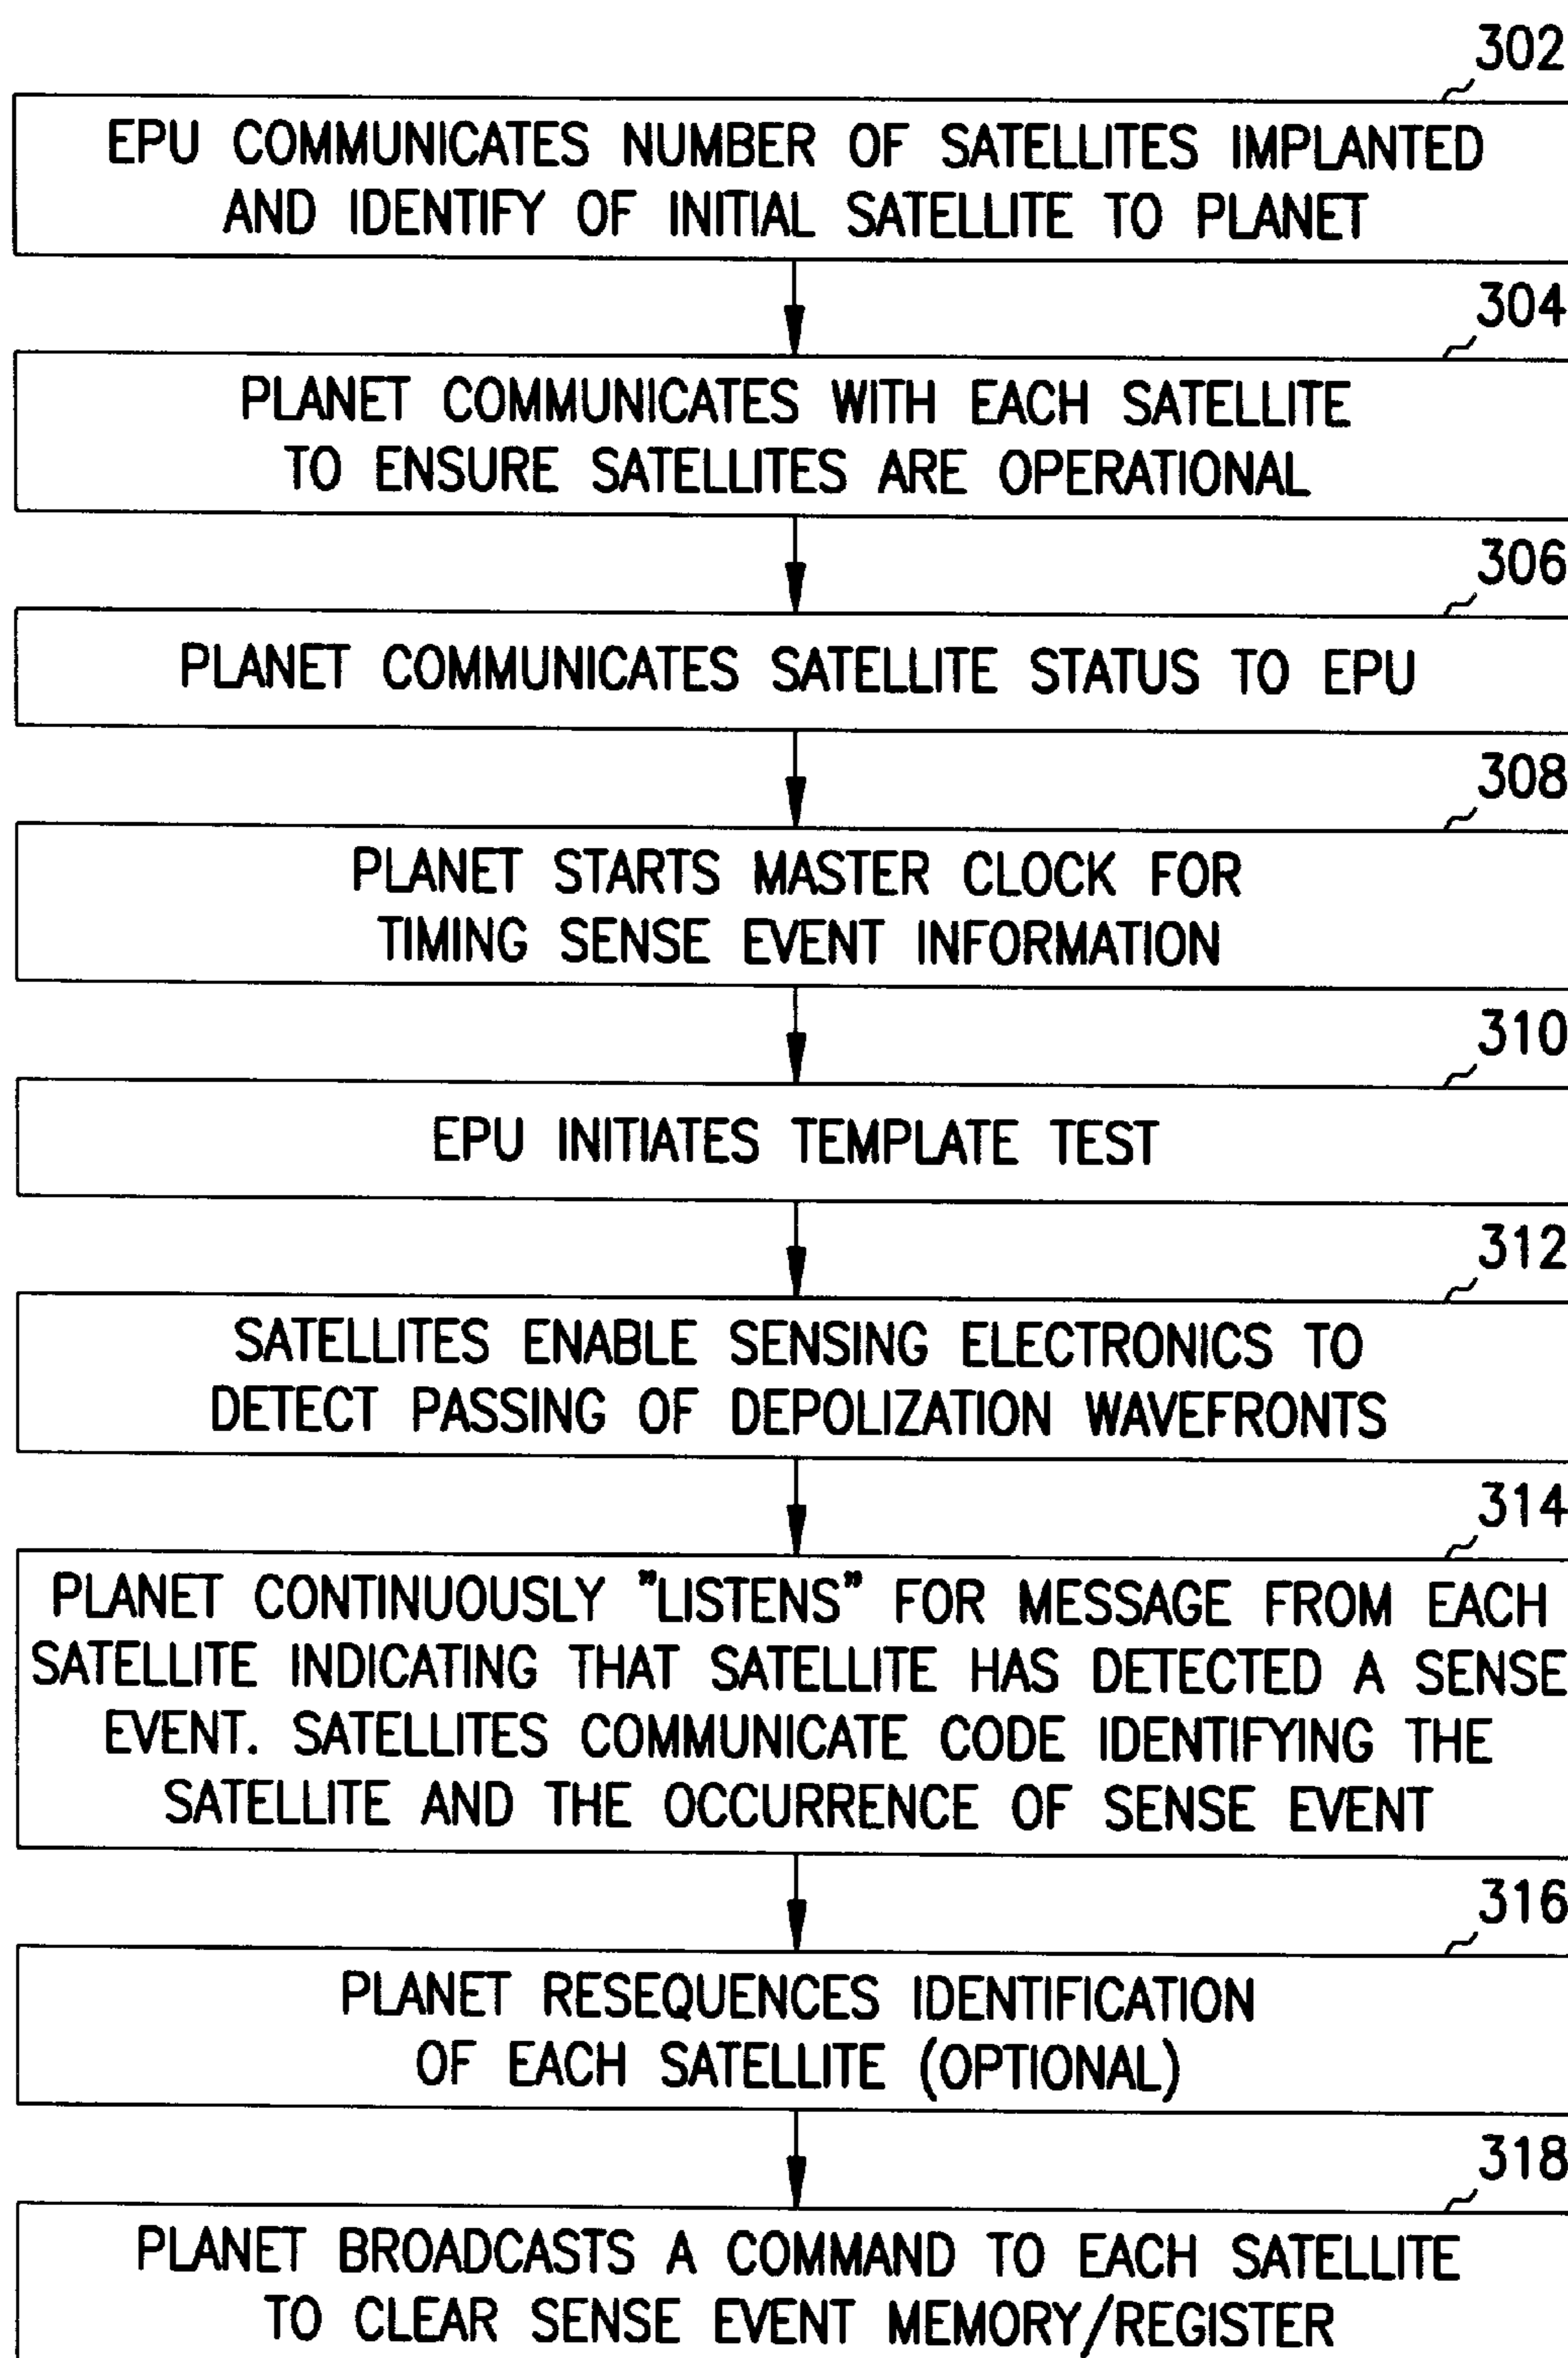 302
EPU COMMUNICATES NUMBER OF SATELLITES IMPLANTED
AND IDENTIFY OF INITIAL SATELLITE TO PLANET
304
PLANET COMMUNICATES WITH EACH SATELLITE
TO ENSURE SATELLITES ARE OPERATIONAL
306
PLANET COMMUNICATES SATELLITE STATUS TO EPU
308
PLANET STARTS MASTER CLOCK FOR
TIMING SENSE EVENT INFORMATION
310
EPU INITIATES TEMPLATE TEST
312
SATELLITES ENABLE SENSING ELECTRONICS TO
DETECT PASSING OF DEPOLIZATION WAVEFRONTS
314
PLANET CONTINUOUSLY "LISTENS" FOR MESSAGE FROM EACH
SATELLITE INDICATING THAT SATELLITE HAS DETECTED A SENSE
EVENT. SATELLITES COMMUNICATE CODE IDENTIFYING THE
SATELLITE AND THE OCCURRENCE OF SENSE EVENT
316
PLANET RESEQUENCES IDENTIFICATION
OF EACH SATELLITE (OPTIONAL)
318
PLANET BROADCASTS A COMMAND TO EACH SATELLITE
TO CLEAR SENSE EVENT MEMORY/REGISTER